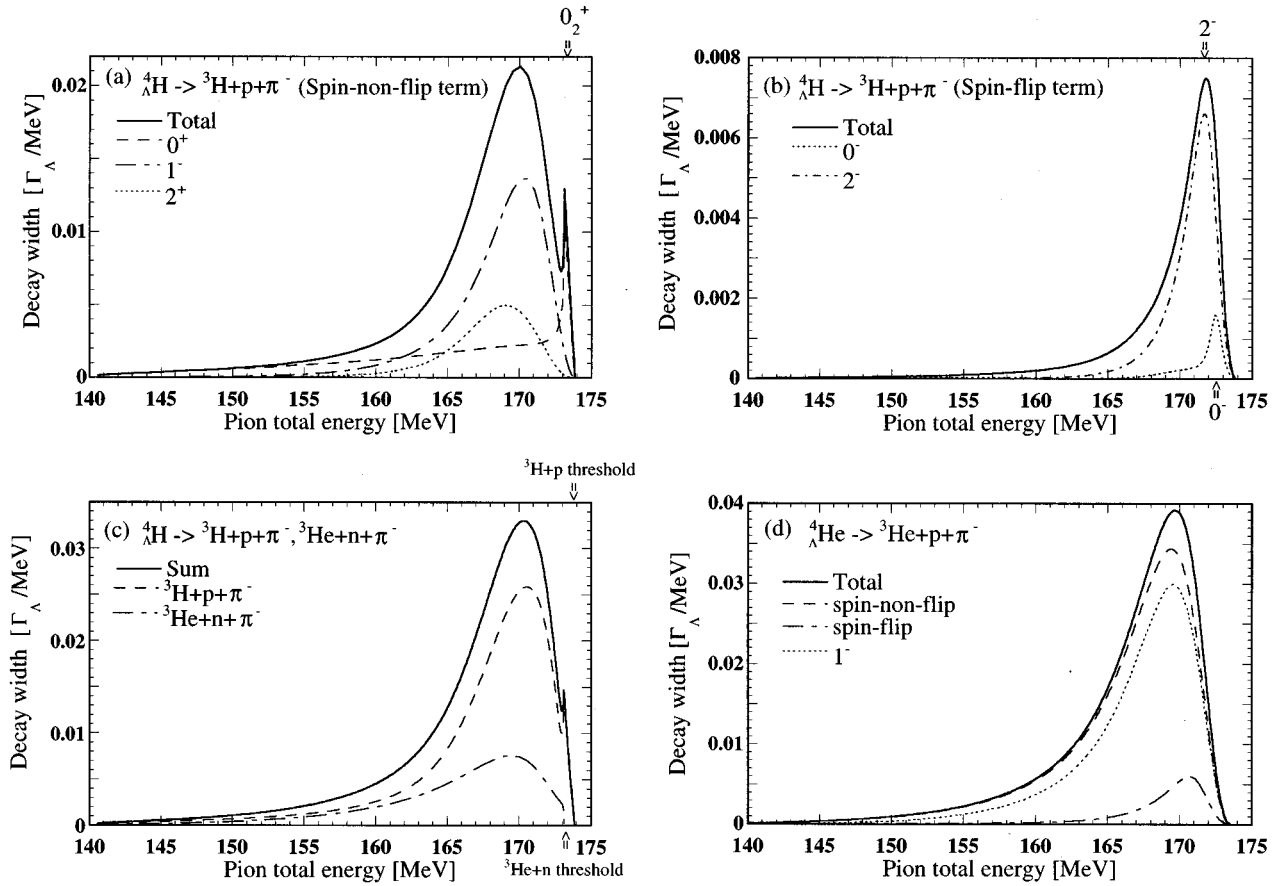 0₂⁺
(a) ⁴ΛH -> ³H+p+π⁻ (Spin-non-flip term)
Total
0⁺
1⁻
2⁺
Decay width [Γ_Λ/MeV]
0.02
0.01
0
140 145 150 155 160 165 170 175
Pion total energy [MeV]
2⁻
(b) ⁴ΛH -> ³H+p+π⁻ (Spin-flip term)
Total
0⁻
2⁻
Decay width [Γ_Λ/MeV]
0.008
0.006
0.004
0.002
0
0⁻
140 145 150 155 160 165 170 175
Pion total energy [MeV]
³H+p threshold
(c) ⁴ΛH -> ³H+p+π⁻, ³He+n+π⁻
Sum
³H+p+π⁻
³He+n+π⁻
Decay width [Γ_Λ/MeV]
0.03
0.02
0.01
0
140 145 150 155 160 165 170 175
Pion total energy [MeV]
³He+n threshold
(d) ⁴ΛHe -> ³He+p+π⁻
Total
spin-non-flip
spin-flip
1⁻
Decay width [Γ_Λ/MeV]
0.04
0.03
0.02
0.01
0
140 145 150 155 160 165 170 175
Pion total energy [MeV]